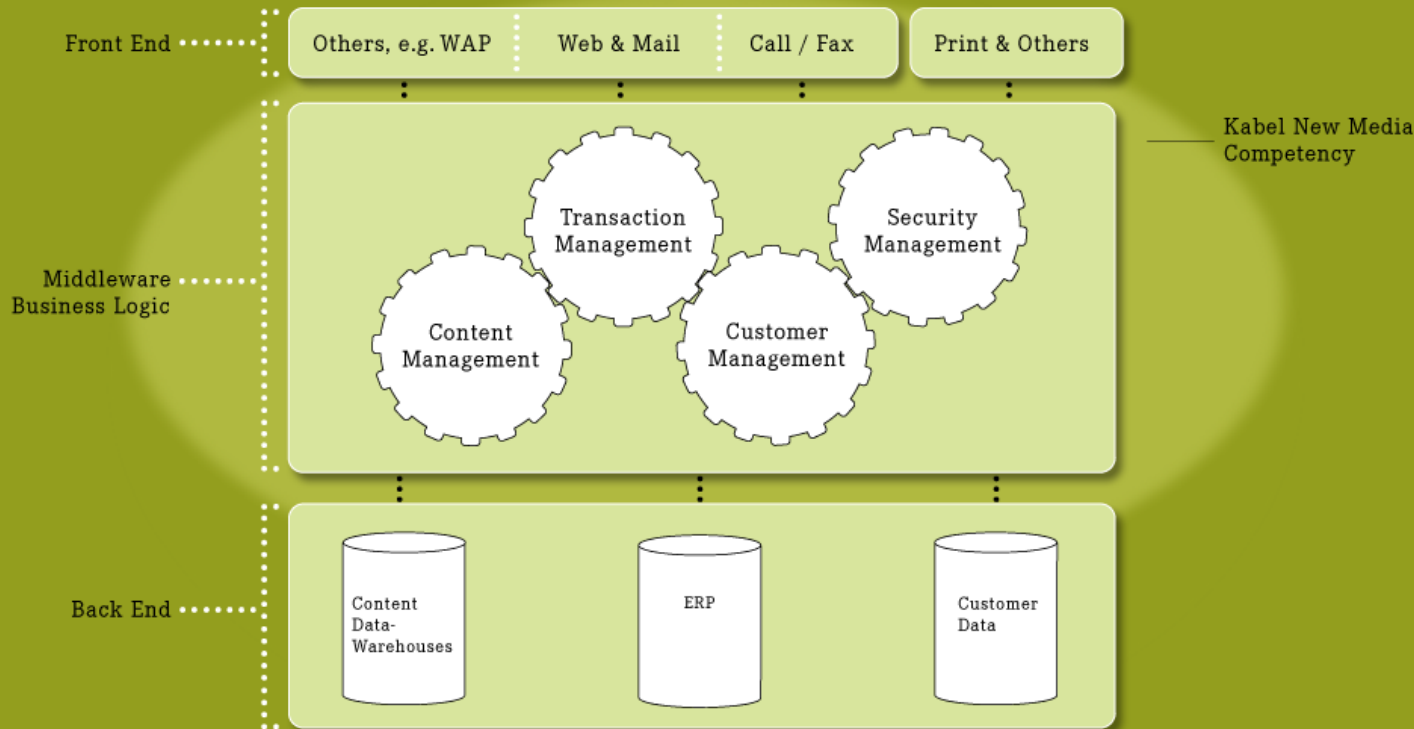 Front End
Others, e.g. WAP
Web & Mail
Call / Fax
Print & Others
Kabel New Media
Competency
Middleware
Business Logic
Transaction
Management
Security
Management
Content
Management
Customer
Management
Back End
Content
Data-
Warehouses
ERP
Customer
Data